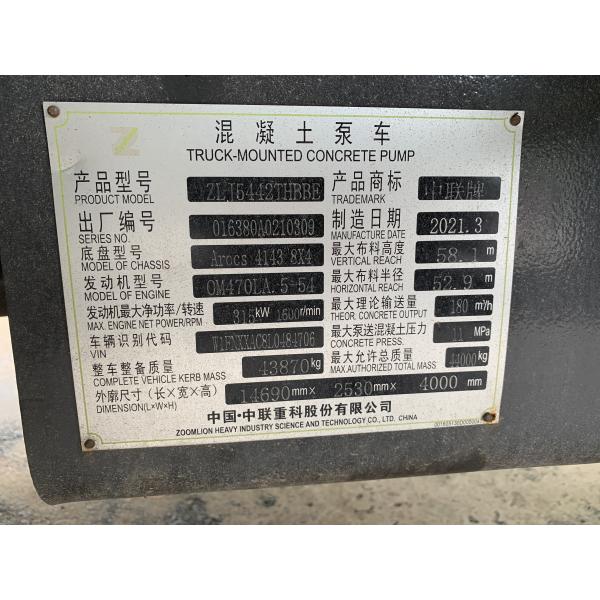 Z
混凝土泵车
TRUCK-MOUNTED CONCRETE PUMP
产品型号 ZLJ5442THBBE 产品商标 中联牌
PRODUCT MODEL TRADEMARK
出厂编号 016380A0210309 制造日期 2021.3
SERIES NO. MANUFACTURE DATE
底盘型号 Arocs 4143 8X4 最大布料高度 58.1 m
MODEL OF CHASSIS VERTICAL REACH
发动机型号 OM470LA.5-54 最大布料半径 52.9 m
MODEL OF ENGINE HORIZONTAL REACH
发动机最大净功率/转速 315 kW 1600 r/min 最大理论输送量 180 m³/h
MAX. ENGINE NET POWER/RPM THEOR. CONCRETE OUTPUT
车辆识别代码 最大泵送混凝土压力 11 MPa
VIN CONCRETE PRESSURE
整车整备质量 43870 kg 最大允许总质量 44000 kg
COMPLETE VEHICLE KERB MASS MAX.AUTHORIZED TOTAL MASS
外廓尺寸(长×宽×高) 14690 mm× 2530 mm× 4000 mm
DIMENSION(L×W×H)
中国·中联重科股份有限公司
ZOOMLION HEAVY INDUSTRY SCIENCE AND TECHNOLOGY CO., LTD. CHINA